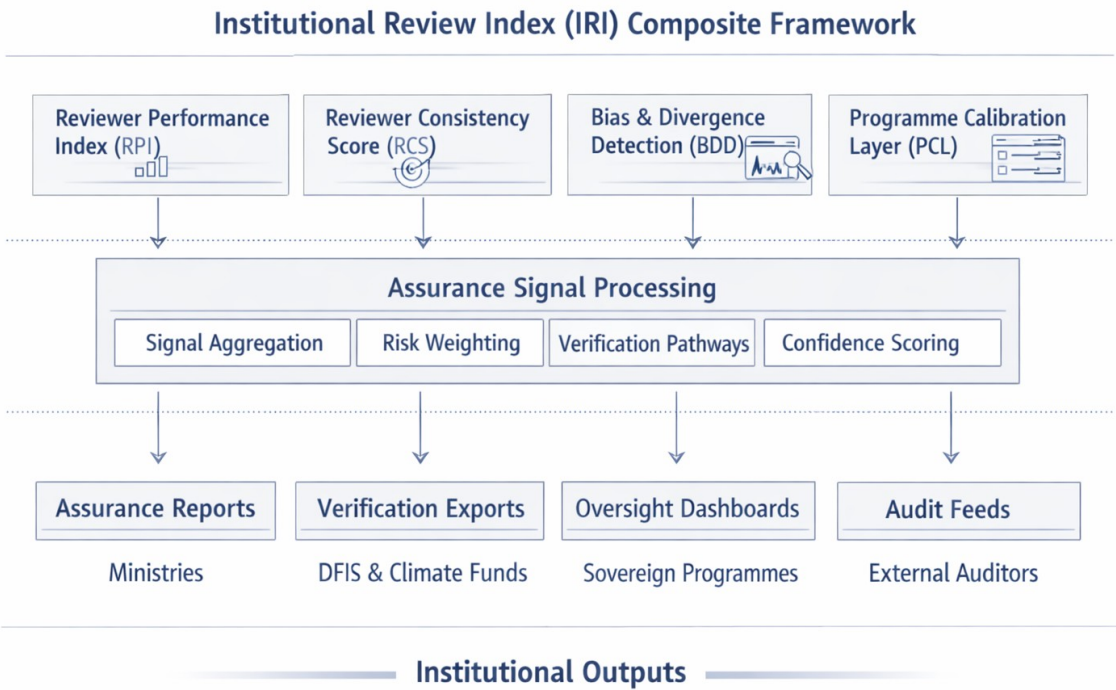 Institutional Review Index (IRI) Composite Framework
Reviewer Performance
Index (RPI)
Reviewer Consistency
Score (RCS)
Bias & Divergence
Detection (BDD)
Programme Calibration
Layer (PCL)
Assurance Signal Processing
Signal Aggregation
Risk Weighting
Verification Pathways
Confidence Scoring
Assurance Reports
Verification Exports
Oversight Dashboards
Audit Feeds
Ministries
DFIS & Climate Funds
Sovereign Programmes
External Auditors
Institutional Outputs